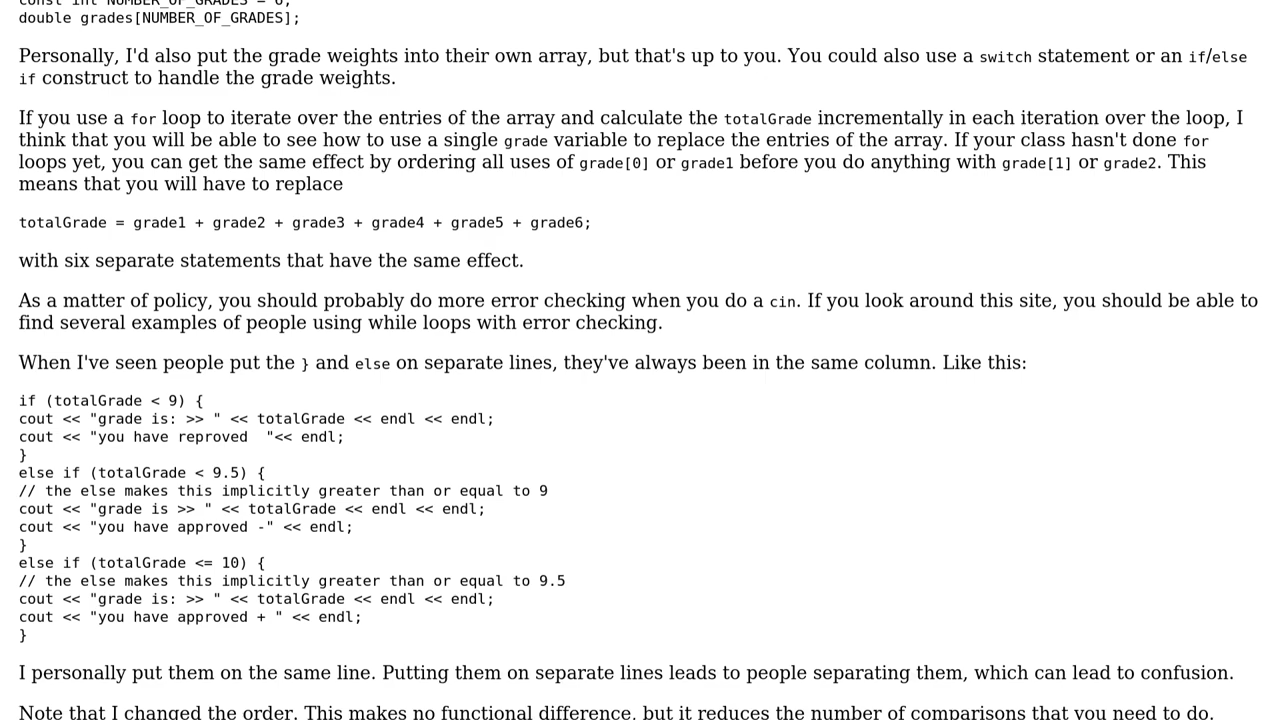 const int NUMBER_OF_GRADES = 6;
double grades[NUMBER_OF_GRADES];
Personally, I'd also put the grade weights into their own array, but that's up to you. You could also use a switch statement or an if/else
if construct to handle the grade weights.
If you use a for loop to iterate over the entries of the array and calculate the totalGrade incrementally in each iteration over the loop, I
think that you will be able to see how to use a single grade variable to replace the entries of the array. If your class hasn't done for
loops yet, you can get the same effect by ordering all uses of grade[0] or grade1 before you do anything with grade[1] or grade2. This
means that you will have to replace
totalGrade = grade1 + grade2 + grade3 + grade4 + grade5 + grade6;
with six separate statements that have the same effect.
As a matter of policy, you should probably do more error checking when you do a cin. If you look around this site, you should be able to
find several examples of people using while loops with error checking.
When I've seen people put the } and else on separate lines, they've always been in the same column. Like this:
if (totalGrade < 9) {
cout << "grade is: >> " << totalGrade << endl << endl;
cout << "you have reproved  "<< endl;
}
else if (totalGrade < 9.5) {
// the else makes this implicitly greater than or equal to 9
cout << "grade is >> " << totalGrade << endl << endl;
cout << "you have approved -" << endl;
}
else if (totalGrade <= 10) {
// the else makes this implicitly greater than or equal to 9.5
cout << "grade is: >> " << totalGrade << endl << endl;
cout << "you have approved + " << endl;
}
I personally put them on the same line. Putting them on separate lines leads to people separating them, which can lead to confusion.
Note that I changed the order. This makes no functional difference, but it reduces the number of comparisons that you need to do.